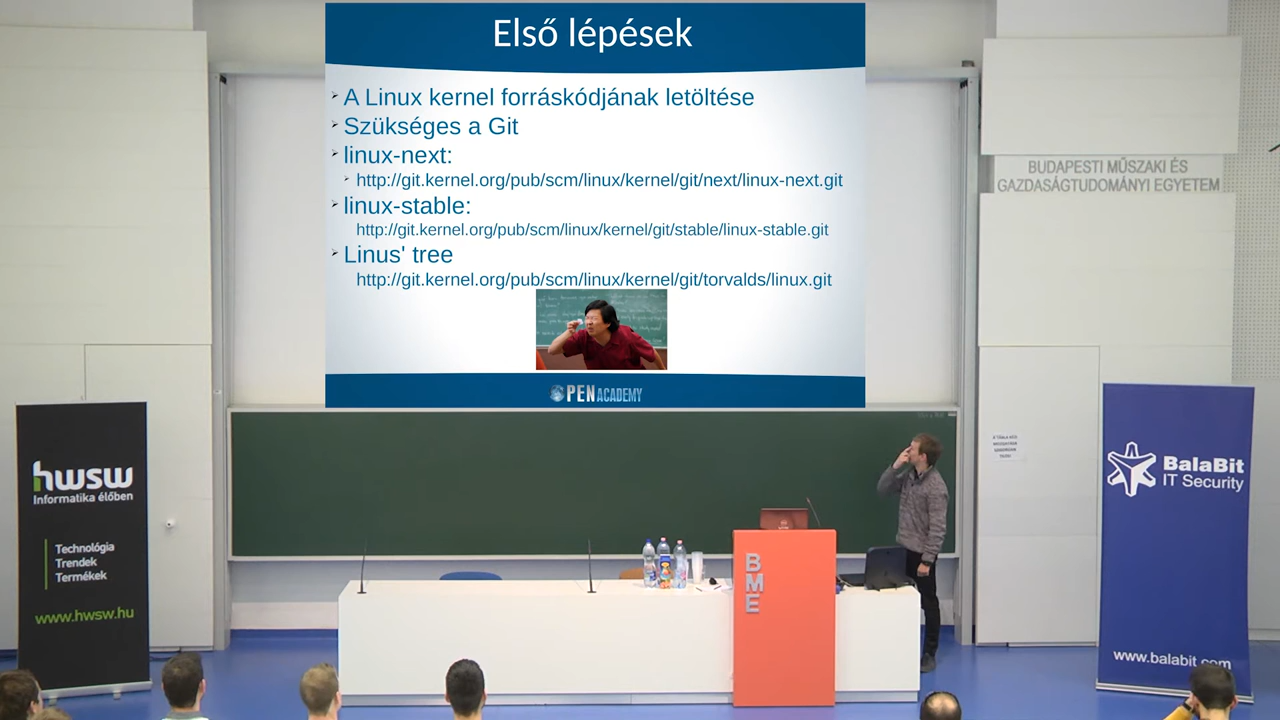 Első lépések
A Linux kernel forráskódjának letöltése
Szükséges a Git
linux-next:
http://git.kernel.org/pub/scm/linux/kernel/git/next/linux-next.git
linux-stable:
http://git.kernel.org/pub/scm/linux/kernel/git/stable/linux-stable.git
Linus' tree
http://git.kernel.org/pub/scm/linux/kernel/git/torvalds/linux.git
PEN ACADEMY
BUDAPESTI MŰSZAKI ÉS
GAZDASÁGTUDOMÁNYI EGYETEM
hwsw
Informatika élőben
Technológia
Trendek
Termékek
www.hwsw.hu
BME
BalaBit
IT Security
www.balabit.com